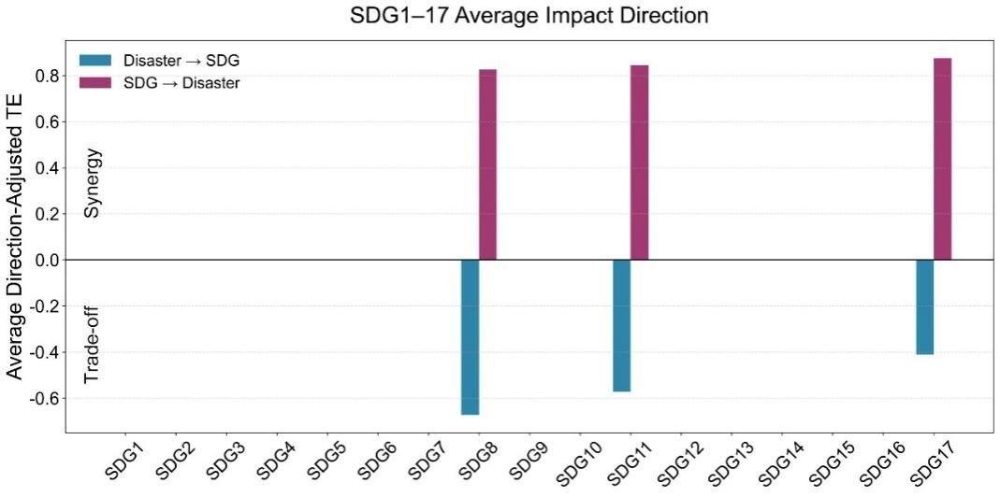 SDG1–17 Average Impact Direction
Disaster → SDG
SDG → Disaster
Average Direction-Adjusted TE
Synergy
Trade-off
0.8
0.6
0.4
0.2
0.0
-0.2
-0.4
-0.6
SDG1
SDG2
SDG3
SDG4
SDG5
SDG6
SDG7
SDG8
SDG9
SDG10
SDG11
SDG12
SDG13
SDG14
SDG15
SDG16
SDG17